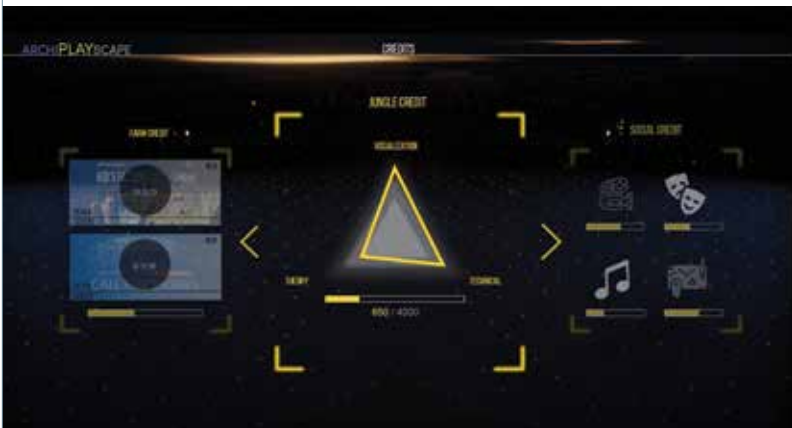 ARCHIPLAYSCAPE
CREDITS
JUNGLE CREDIT
FARM CREDIT
SOCIAL CREDIT
VISUALIZATION
THEORY
TECHNICAL
650 / 4000